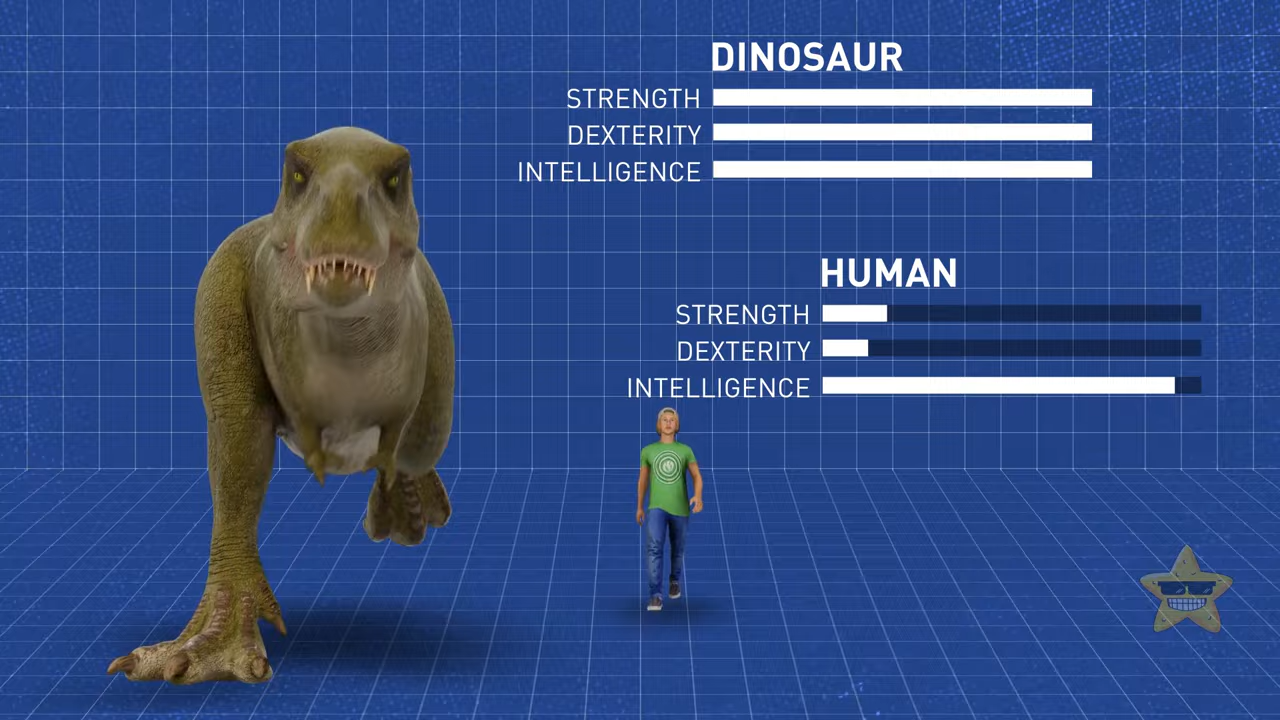 DINOSAUR
STRENGTH
DEXTERITY
INTELLIGENCE
HUMAN
STRENGTH
DEXTERITY
INTELLIGENCE